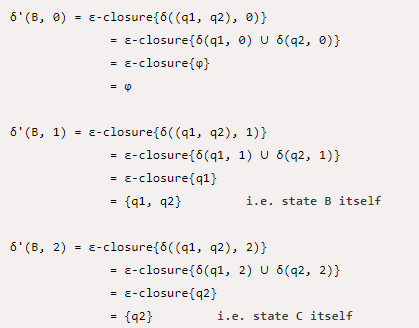 δ'(B, 0) = ε-closure{δ((q1, q2), 0)}
= ε-closure{δ(q1, 0) ∪ δ(q2, 0)}
= ε-closure{φ}
= φ
δ'(B, 1) = ε-closure{δ((q1, q2), 1)}
= ε-closure{δ(q1, 1) ∪ δ(q2, 1)}
= ε-closure{q1}
= {q1, q2} i.e. state B itself
δ'(B, 2) = ε-closure{δ((q1, q2), 2)}
= ε-closure{δ(q1, 2) ∪ δ(q2, 2)}
= ε-closure{q2}
= {q2} i.e. state C itself